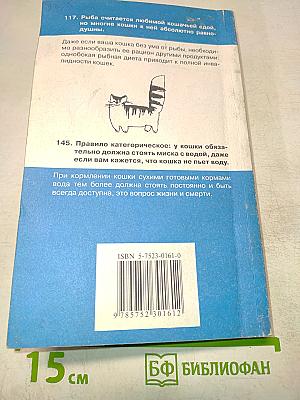 117. Рыба считается любимой кошачьей едой,
но многие кошки к ней абсолютно равно-
душны.
Даже если ваша кошка без ума от рыбы, необходи-
мо разнообразить ее рацион другими продуктами:
однобокая рыбная диета приводит к полной инва-
лидности кошек.
145. Правило категорическое: у кошки обяза-
тельно должна стоять миска с водой, даже
если вам кажется, что кошка не пьет воду.
При кормлении кошки сухими готовыми кормами
вода тем более должна стоять постоянно и быть
всегда доступна, это вопрос жизни и смерти.
ISBN 5-7523-0161-0
9 785752 301612
15 см
БФ БИБЛИОФАН